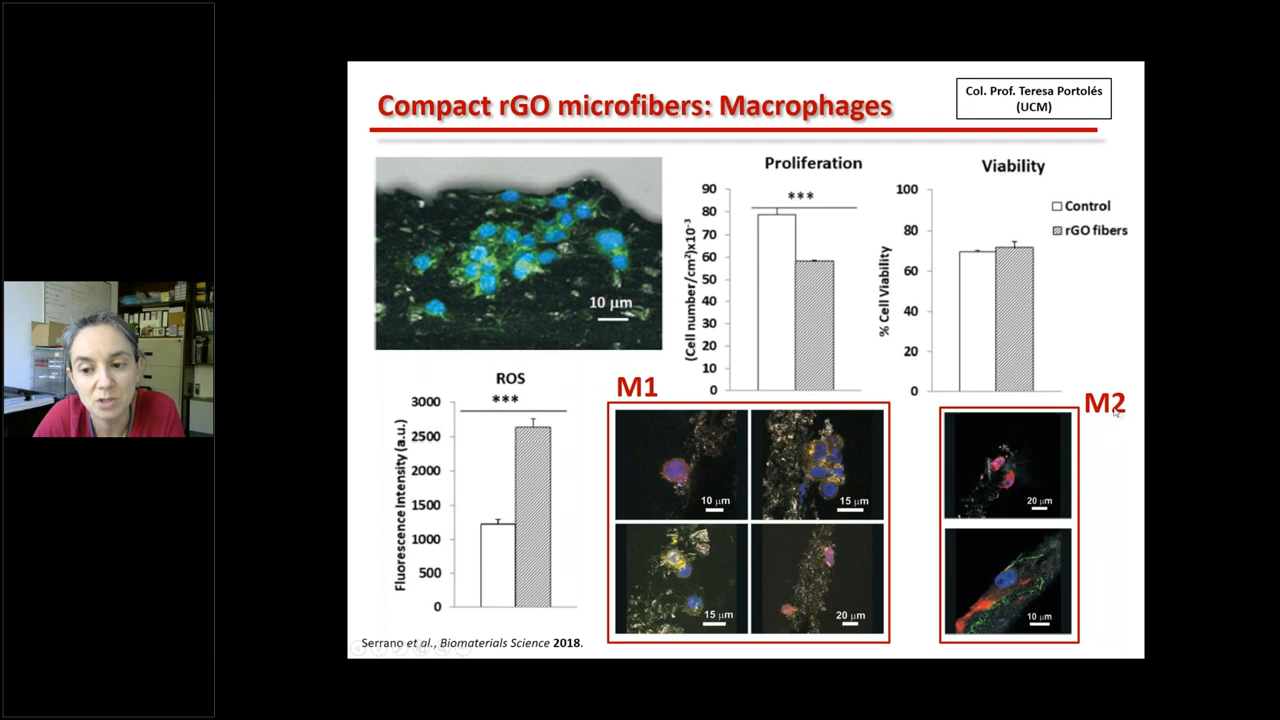 Compact rGO microfibers: Macrophages
Col. Prof. Teresa Portolés
(UCM)
10 µm
Proliferation
(Cell number/cm²)x10⁻³
90
80
70
60
50
40
30
20
10
0
***
Viability
% Cell Viability
100
80
60
40
20
0
Control
rGO fibers
ROS
***
Fluorescence Intensity (a.u.)
3000
2500
2000
1500
1000
500
0
M1
10 µm
15 µm
15 µm
20 µm
M2
20 µm
10 µm
Serrano et al., Biomaterials Science 2018.